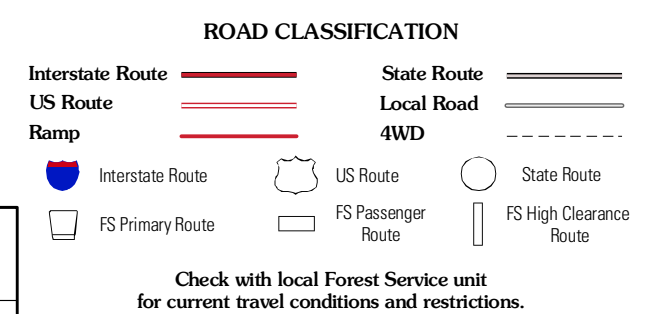 ROAD CLASSIFICATION
Interstate Route
State Route
US Route
Local Road
Ramp
4WD
Interstate Route
US Route
State Route
FS Primary Route
FS Passenger
Route
FS High Clearance
Route
Check with local Forest Service unit
for current travel conditions and restrictions.